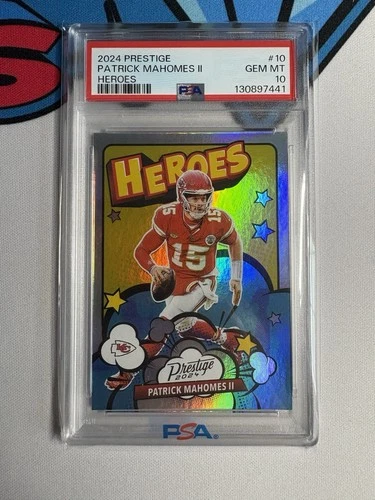 2024 PRESTIGE #10
PATRICK MAHOMES II GEM MT
HEROES 10
PSA 130897441
HEROES
15
15
Prestige
2024
PATRICK MAHOMES II
PSA